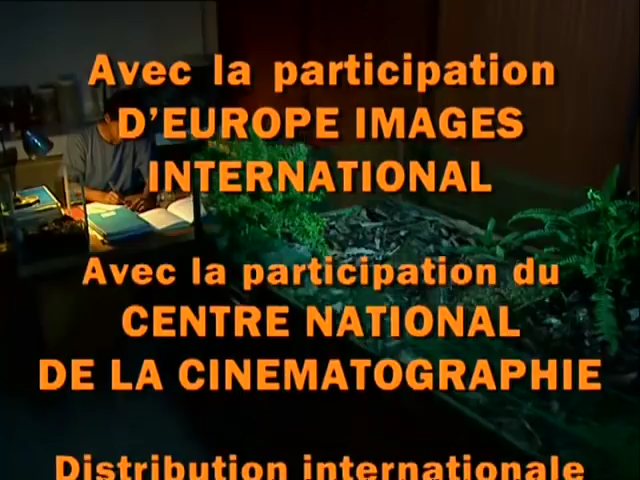 Avec la participation
D'EUROPE IMAGES
INTERNATIONAL
Avec la participation du
CENTRE NATIONAL
DE LA CINEMATOGRAPHIE
Distribution internationale